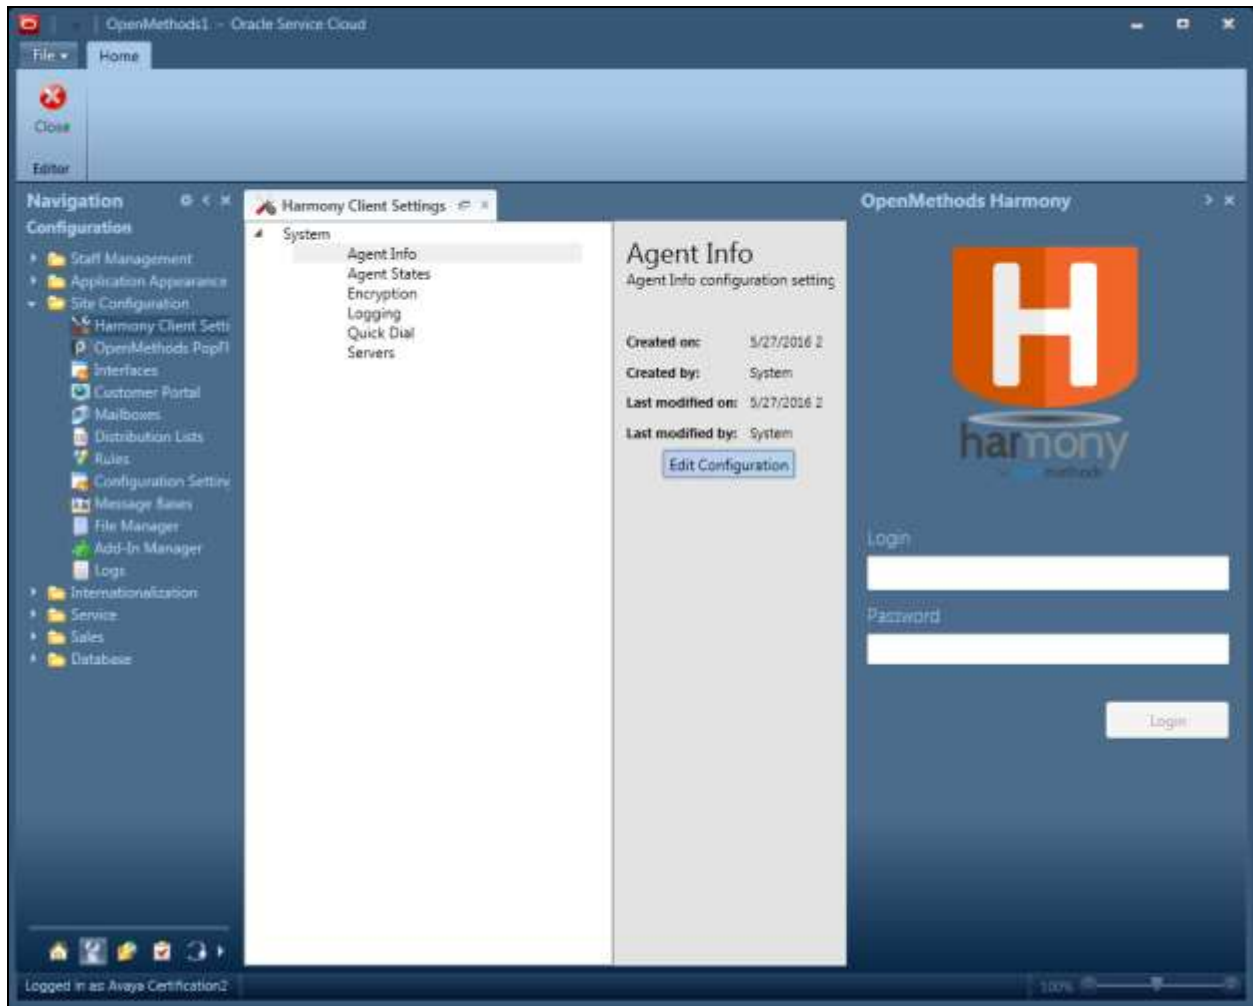 OpenMethods1 - Oracle Service Cloud
File
Home
Close
Editor
Navigation
Configuration
Staff Management
Application Appearance
Site Configuration
Harmony Client Setti
OpenMethods PopFl
Interfaces
Customer Portal
Mailboxes
Distribution Lists
Rules
Configuration Setting
Message Bases
File Manager
Add-In Manager
Logs
Internationalization
Service
Sales
Database
Harmony Client Settings
System
Agent Info
Agent States
Encryption
Logging
Quick Dial
Servers
Agent Info
Agent Info configuration setting
Created on: 5/27/2016 2
Created by: System
Last modified on: 5/27/2016 2
Last modified by: System
Edit Configuration
OpenMethods Harmony
H
harmony
methods
Login
Password
Login
Logged in as Avaya Certification2
100%